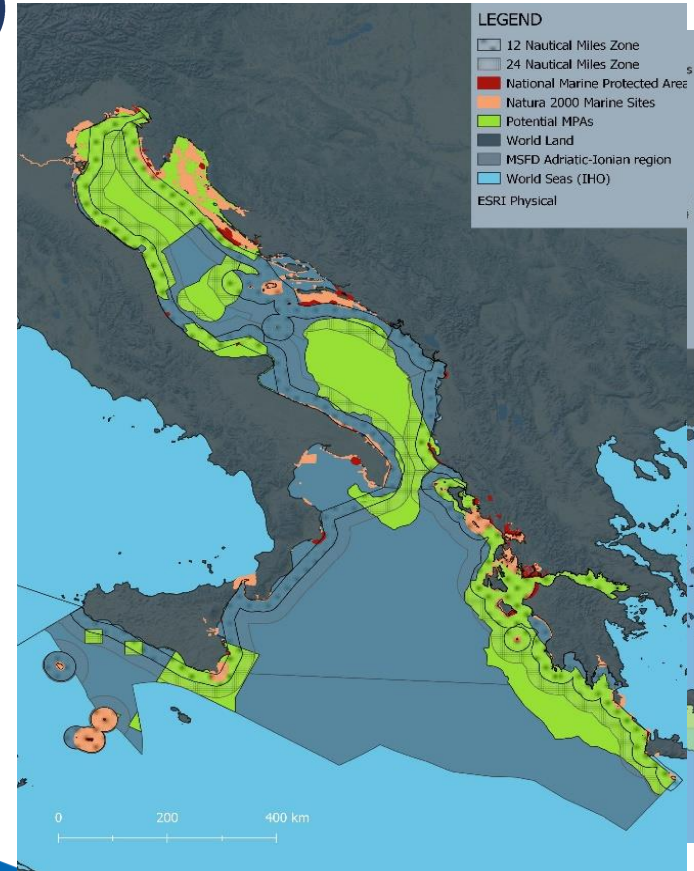 LEGEND
12 Nautical Miles Zone
24 Nautical Miles Zone
National Marine Protected Area
Natura 2000 Marine Sites
Potential MPAs
World Land
MSFD Adriatic-Ionian region
World Seas (IHO)
ESRI Physical
0 200 400 km